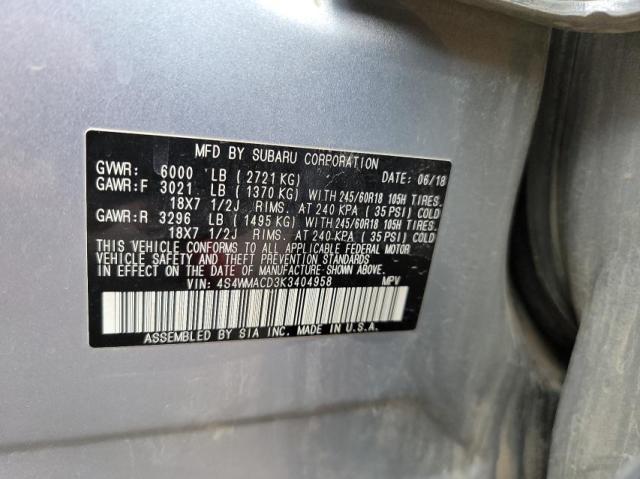 MFD BY SUBARU CORPORATION
GVWR: 6000 LB ( 2721 KG) DATE: 06/18
GAWR:F 3021 LB ( 1370 KG) WITH 245/60R18 105H TIRES.
18X7 1/2J RIMS. AT 240 KPA ( 35 PSI) COLD
GAWR:R 3296 LB ( 1495 KG) WITH 245/60R18 105H TIRES.
18X7 1/2J RIMS. AT 240 KPA ( 35 PSI) COLD
THIS VEHICLE CONFORMS TO ALL APPLICABLE FEDERAL MOTOR
VEHICLE SAFETY AND THEFT PREVENTION STANDARDS
IN EFFECT ON THE DATE OF MANUFACTURE SHOWN ABOVE.
VIN: 4S4WMACD3K3404958 MPV
ASSEMBLED BY SIA INC. MADE IN U.S.A.